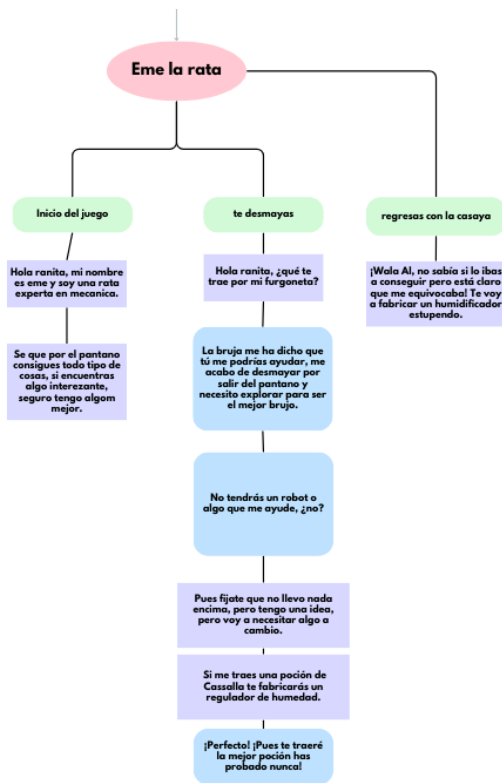 Eme la rata
Inicio del juego
Hola ranita, mi nombre
es eme y soy una rata
experta en mecanica.
Se que por el pantano
consigues todo tipo de
cosas, si encuentras
algo interezante,
seguro tengo algom
mejor.
te desmayas
Hola ranita, ¿qué te
trae por mi furgoneta?
La bruja me ha dicho que
tú me podrías ayudar, me
acabo de desmayar por
salir del pantano y
necesito explorar para ser
el mejor brujo.
No tendrás un robot o
algo que me ayude, ¿no?
Pues fijate que no llevo nada
encima, pero tengo una idea,
pero voy a necesitar algo a
cambio.
Si me traes una poción de
Cassalla te fabricarás un
regulador de humedad.
¡Perfecto! ¡Pues te traeré
la mejor poción has
probado nunca!
regresas con la casaya
¡Wala Al, no sabía si lo ibas
a conseguir pero está claro
que me equivocaba! Te voy
a fabricar un humidificador
estupendo.